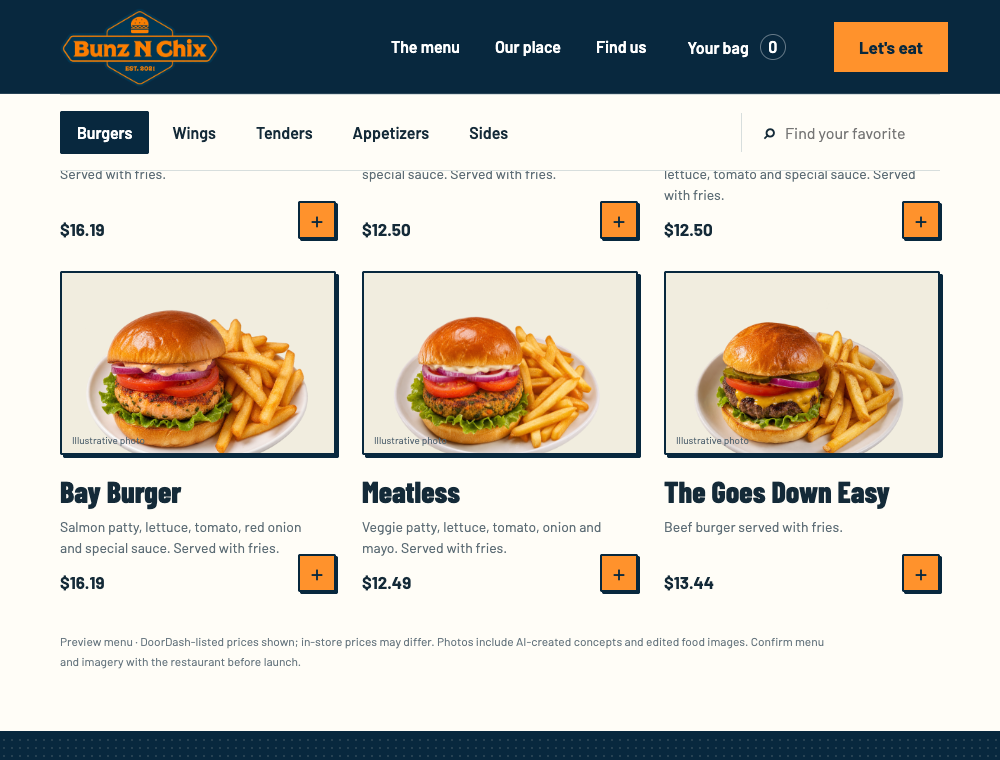 Bunz N Chix
The menu
Our place
Find us
Your bag
0
Let's eat
Burgers
Wings
Tenders
Appetizers
Sides
Find your favorite
Served with fries.
special sauce. Served with fries.
lettuce, tomato and special sauce. Served
with fries.
$16.19
+
$12.50
+
$12.50
+
Illustrative photo
Illustrative photo
Illustrative photo
Bay Burger
Salmon patty, lettuce, tomato, red onion
and special sauce. Served with fries.
$16.19
+
Meatless
Veggie patty, lettuce, tomato, onion and
mayo. Served with fries.
$12.49
+
The Goes Down Easy
Beef burger served with fries.
$13.44
+
Preview menu · DoorDash-listed prices shown; in-store prices may differ. Photos include AI-created concepts and edited food images. Confirm menu
and imagery with the restaurant before launch.